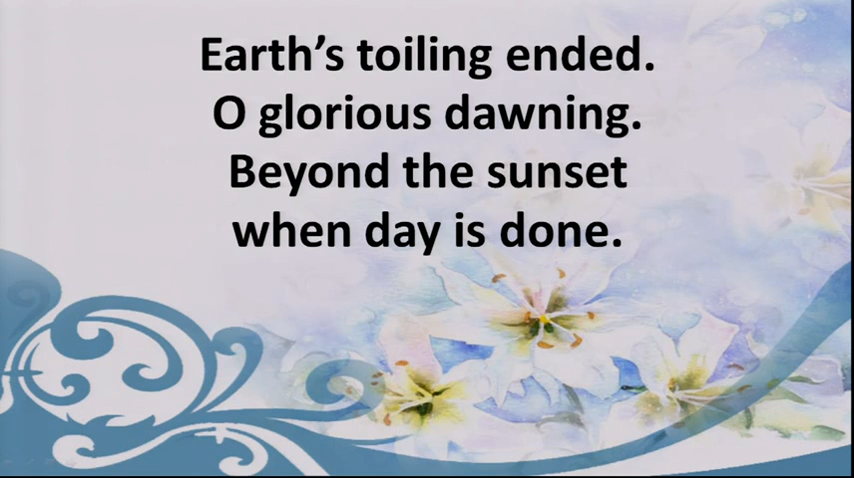 Earth’s toiling ended.
O glorious dawning.
Beyond the sunset
when day is done.